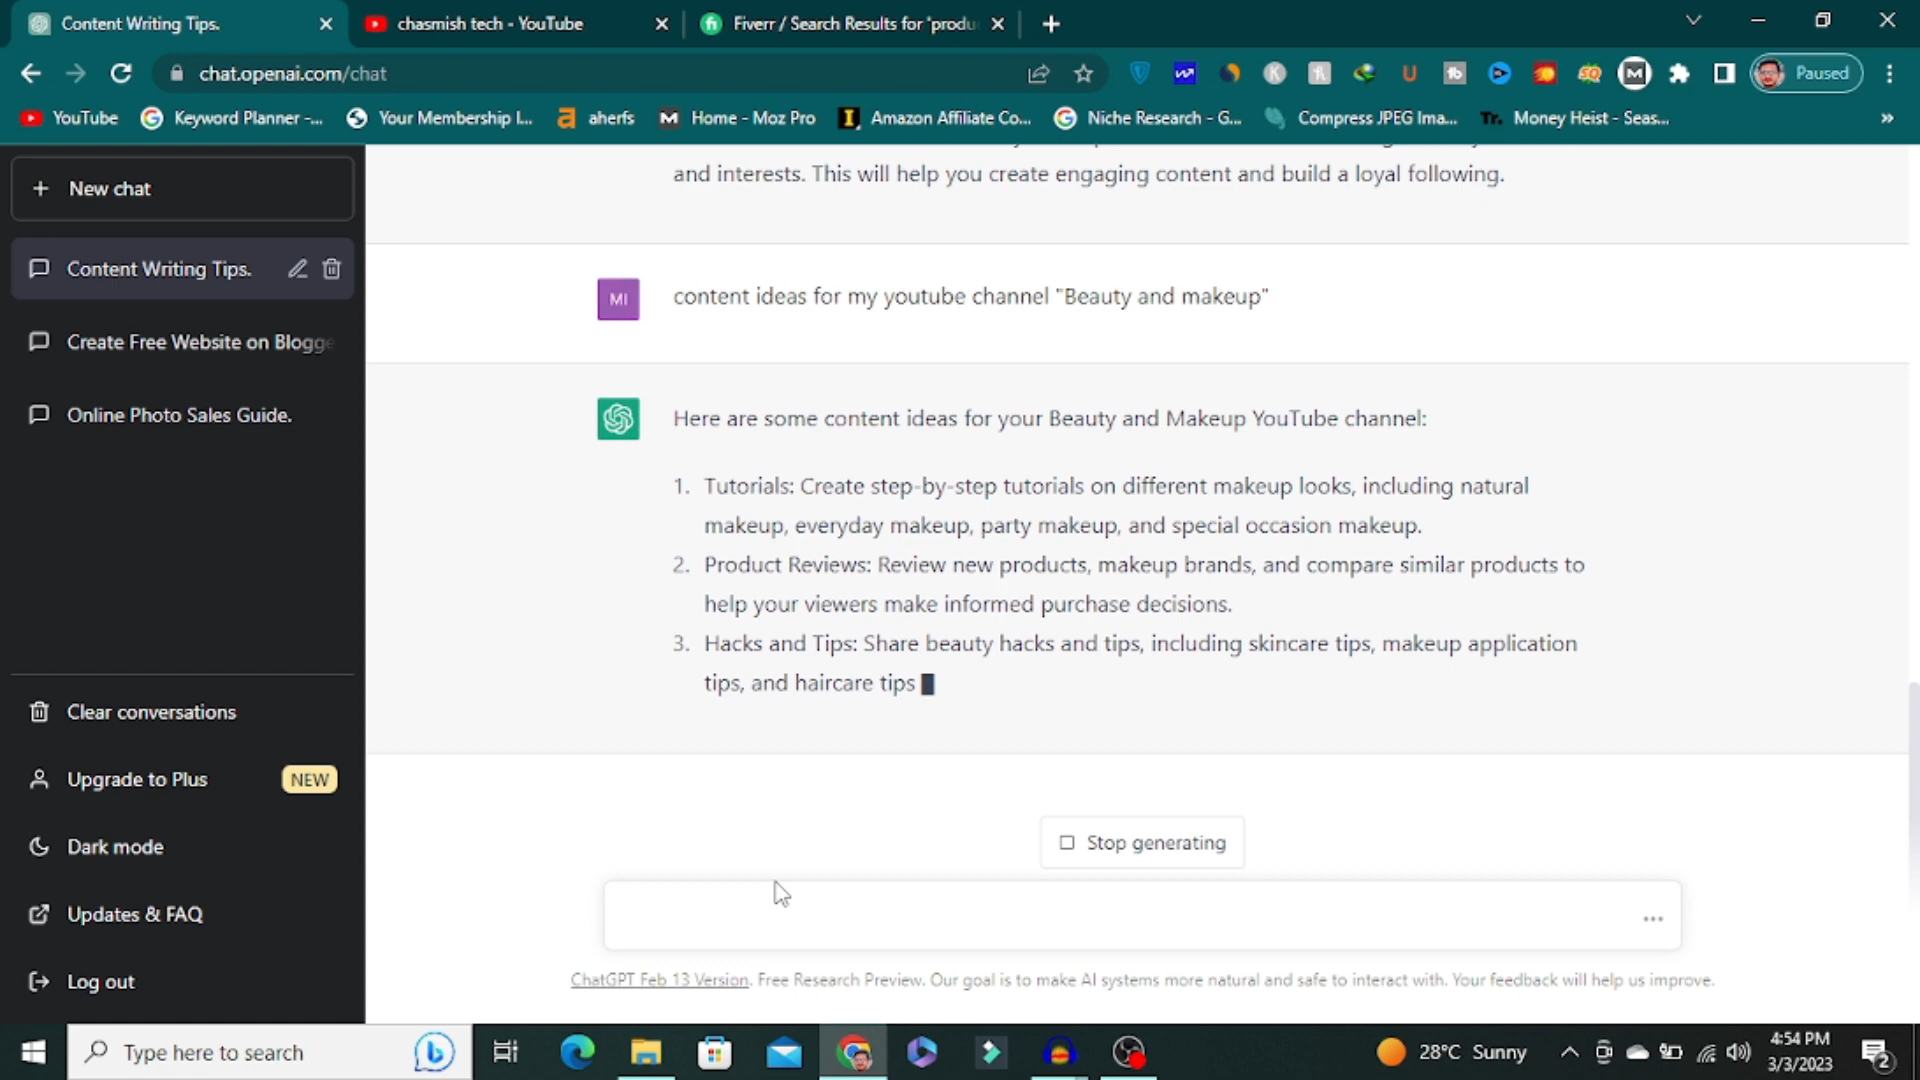 Content Writing Tips.
chasmish tech - YouTube
Fiverr / Search Results for 'produ
chat.openai.com/chat
Paused
YouTube
Keyword Planner -...
Your Membership I...
aherfs
Home - Moz Pro
Amazon Affiliate Co...
Niche Research - G...
Compress JPEG Ima...
Money Heist - Seas...
New chat
Content Writing Tips.
Create Free Website on Blogge
Online Photo Sales Guide.
Clear conversations
Upgrade to Plus
NEW
Dark mode
Updates & FAQ
Log out
and interests. This will help you create engaging content and build a loyal following.
MI
content ideas for my youtube channel "Beauty and makeup"
Here are some content ideas for your Beauty and Makeup YouTube channel:
1. Tutorials: Create step-by-step tutorials on different makeup looks, including natural
makeup, everyday makeup, party makeup, and special occasion makeup.
2. Product Reviews: Review new products, makeup brands, and compare similar products to
help your viewers make informed purchase decisions.
3. Hacks and Tips: Share beauty hacks and tips, including skincare tips, makeup application
tips, and haircare tips
Stop generating
ChatGPT Feb 13 Version. Free Research Preview. Our goal is to make AI systems more natural and safe to interact with. Your feedback will help us improve.
Type here to search
28°C Sunny
4:54 PM
3/3/2023
2